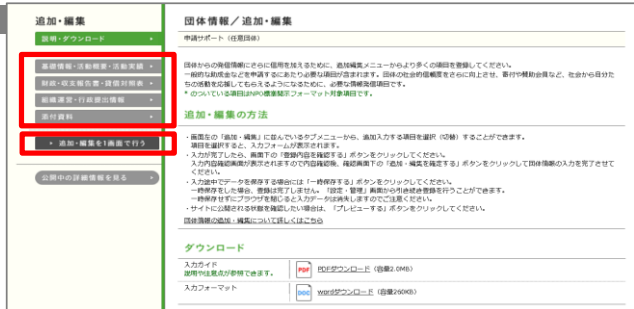 追加・編集
説明・ダウンロード
基礎情報・活動概要・活動実績
財政・収支報告書・貸借対照表
組織運営・行政提出情報
添付資料
+ 追加・編集を1画面で行う
公開中の詳細情報を見る
団体情報／追加・編集
申請サポート（任意団体）
団体からの発信情報にさらに信用を加えるために、追加編集メニューからより多くの項目を登録してください。
一般的な助成金などを申請するにあたり必要な項目が含まれます。団体の社会的信頼度をさらに向上させ、寄付や賛助会員など、社会から自分た
ちの活動を応援してもらえるようになるために、必要な情報発信項目です。
* のついている項目はNPO標準開示フォーマット対象項目です。
追加・編集の方法
・画面左の「追加・編集」に並んでいるタブメニューから、追加入力する項目を選択（切替）することができます。
項目を選択すると、入力フォームが表示されます。
・入力が完了したら、画面下の「登録内容を確認する」ボタンをクリックしてください。
入力内容確認画面が表示されますので内容確認後、確認画面下の「追加・編集を確定する」ボタンをクリックして団体情報の入力を完了させて
ください。
・入力途中でデータを保存する場合には「一時保存する」ボタンをクリックしてください。
一時保存をした場合、登録は完了しません。「設定・管理」画面から引き続き登録を行うことができます。
一時保存せずにブラウザを閉じると入力データは消失しますのでご注意ください。
・サイトに公開される状態を確認したい場合は、「プレビューする」ボタンをクリックしてください。
団体情報の追加・編集について詳しくはこちら
ダウンロード
入力ガイド
説明や注意点が参照できます。
PDF PDFダウンロード（容量2.0MB）
入力フォーマット
DOC wordダウンロード（容量260KB）